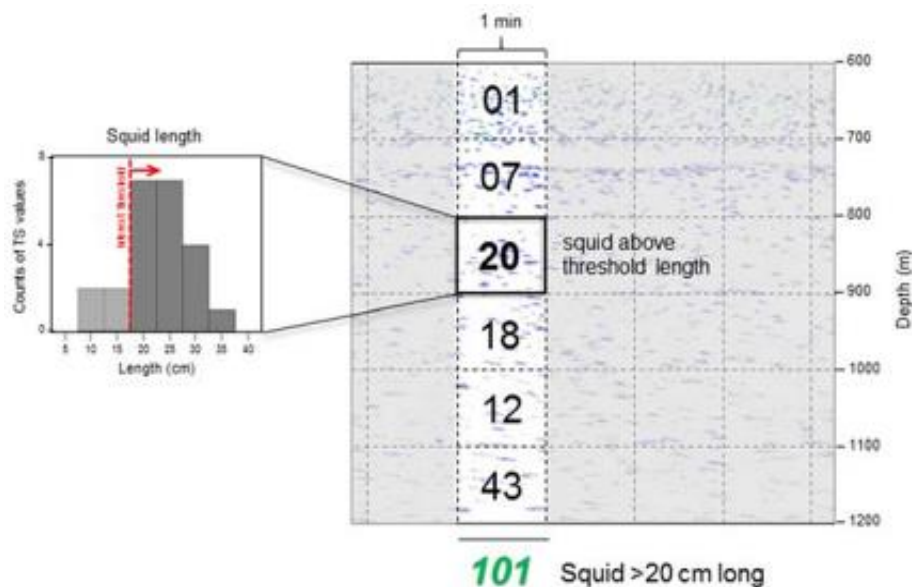 1 min
600
01
700
07
800
20
squid above
threshold length
900
18
1000
12
1100
43
1200
Depth (m)
101 Squid >20 cm long
Squid length
Counts of TS values
8
4
0
threshold
5 10 15 20 25 30 35 40
Length (cm)